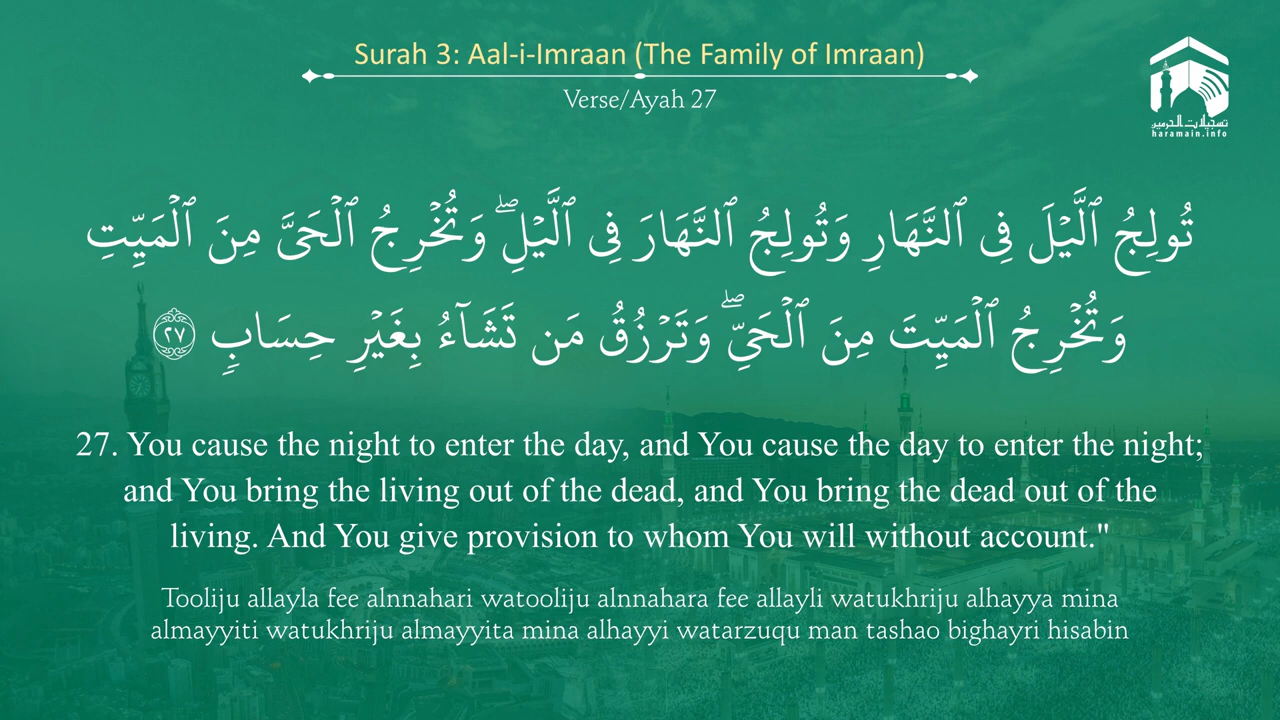 Surah 3: Aal-i-Imraan (The Family of Imraan)
Verse/Ayah 27
تسجيلات الحرمين
haramain.info
تُولِجُ ٱلَّيْلَ فِى ٱلنَّهَارِ وَتُولِجُ ٱلنَّهَارَ فِى ٱلَّيْلِ ۖ وَتُخْرِجُ ٱلْحَىَّ مِنَ ٱلْمَيِّتِ
وَتُخْرِجُ ٱلْمَيِّتَ مِنَ ٱلْحَىِّ ۖ وَتَرْزُقُ مَن تَشَآءُ بِغَيْرِ حِسَابٍ ٢٧
27. You cause the night to enter the day, and You cause the day to enter the night;
and You bring the living out of the dead, and You bring the dead out of the
living. And You give provision to whom You will without account."
Tooliju allayla fee alnnahari watooliju alnnahara fee allayli watukhriju alhayya mina
almayyiti watukhriju almayyita mina alhayyi watarzuqu man tashao bighayri hisabin